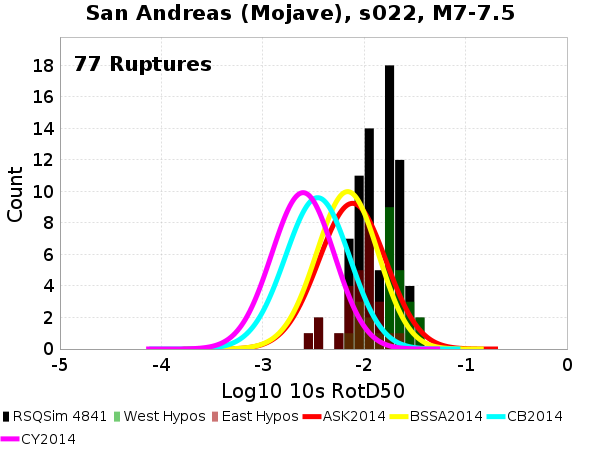 San Andreas (Mojave), s022, M7-7.5
77 Ruptures
18
16
14
12
10
8
6
4
2
0
Count
-5 -4 -3 -2 -1 0
Log10 10s RotD50
RSQSim 4841 West Hypos East Hypos ASK2014 BSSA2014 CB2014
CY2014